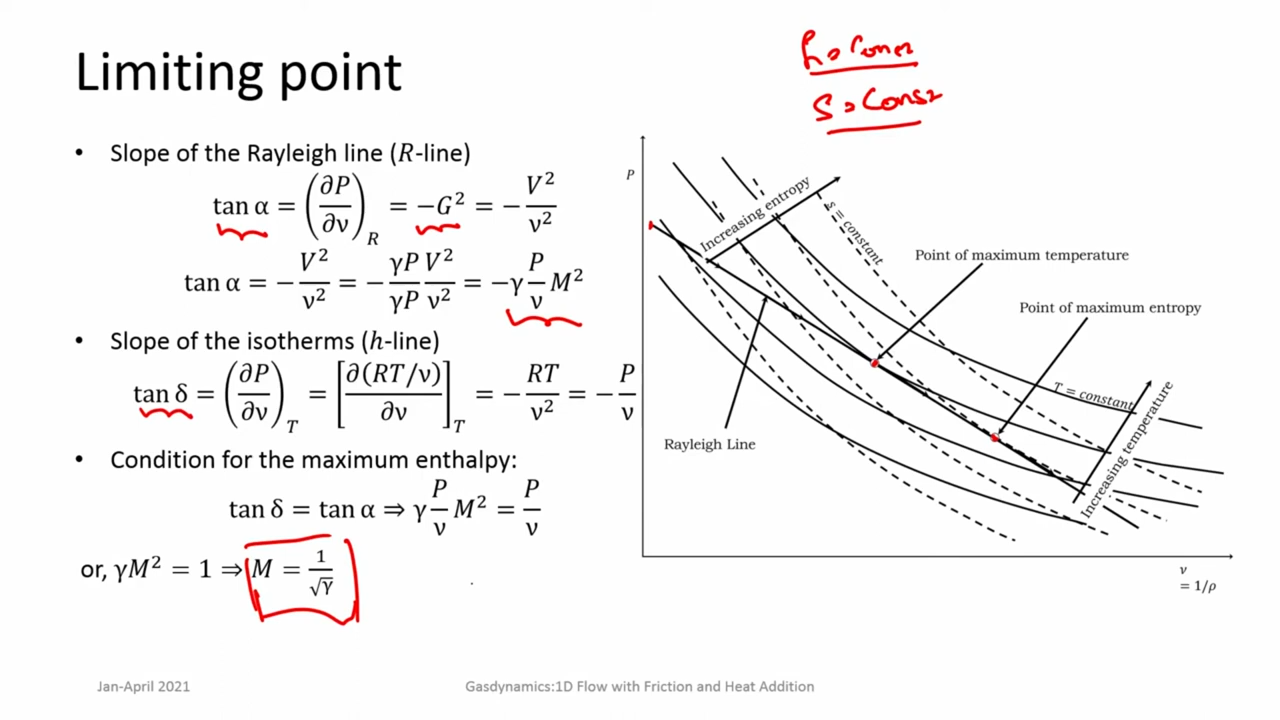 Limiting point
h = Const
s = Const
• Slope of the Rayleigh line (R-line)
tan α = (∂P/∂ν)_R = −G² = − V²/ν²
tan α = − V²/ν² = − γP/γP V²/ν² = −γ P/ν M²
• Slope of the isotherms (h-line)
tan δ = (∂P/∂ν)_T = [∂(RT/ν)/∂ν]_T = − RT/ν² = − P/ν
• Condition for the maximum enthalpy:
tan δ = tan α ⇒ γ P/ν M² = P/ν
or, γM² = 1 ⇒ M = 1/√γ
P
Increasing entropy
s = constant
Point of maximum temperature
Point of maximum entropy
T = constant
Rayleigh Line
Increasing temperature
ν
= 1/ρ
Jan-April 2021
Gasdynamics:1D Flow with Friction and Heat Addition